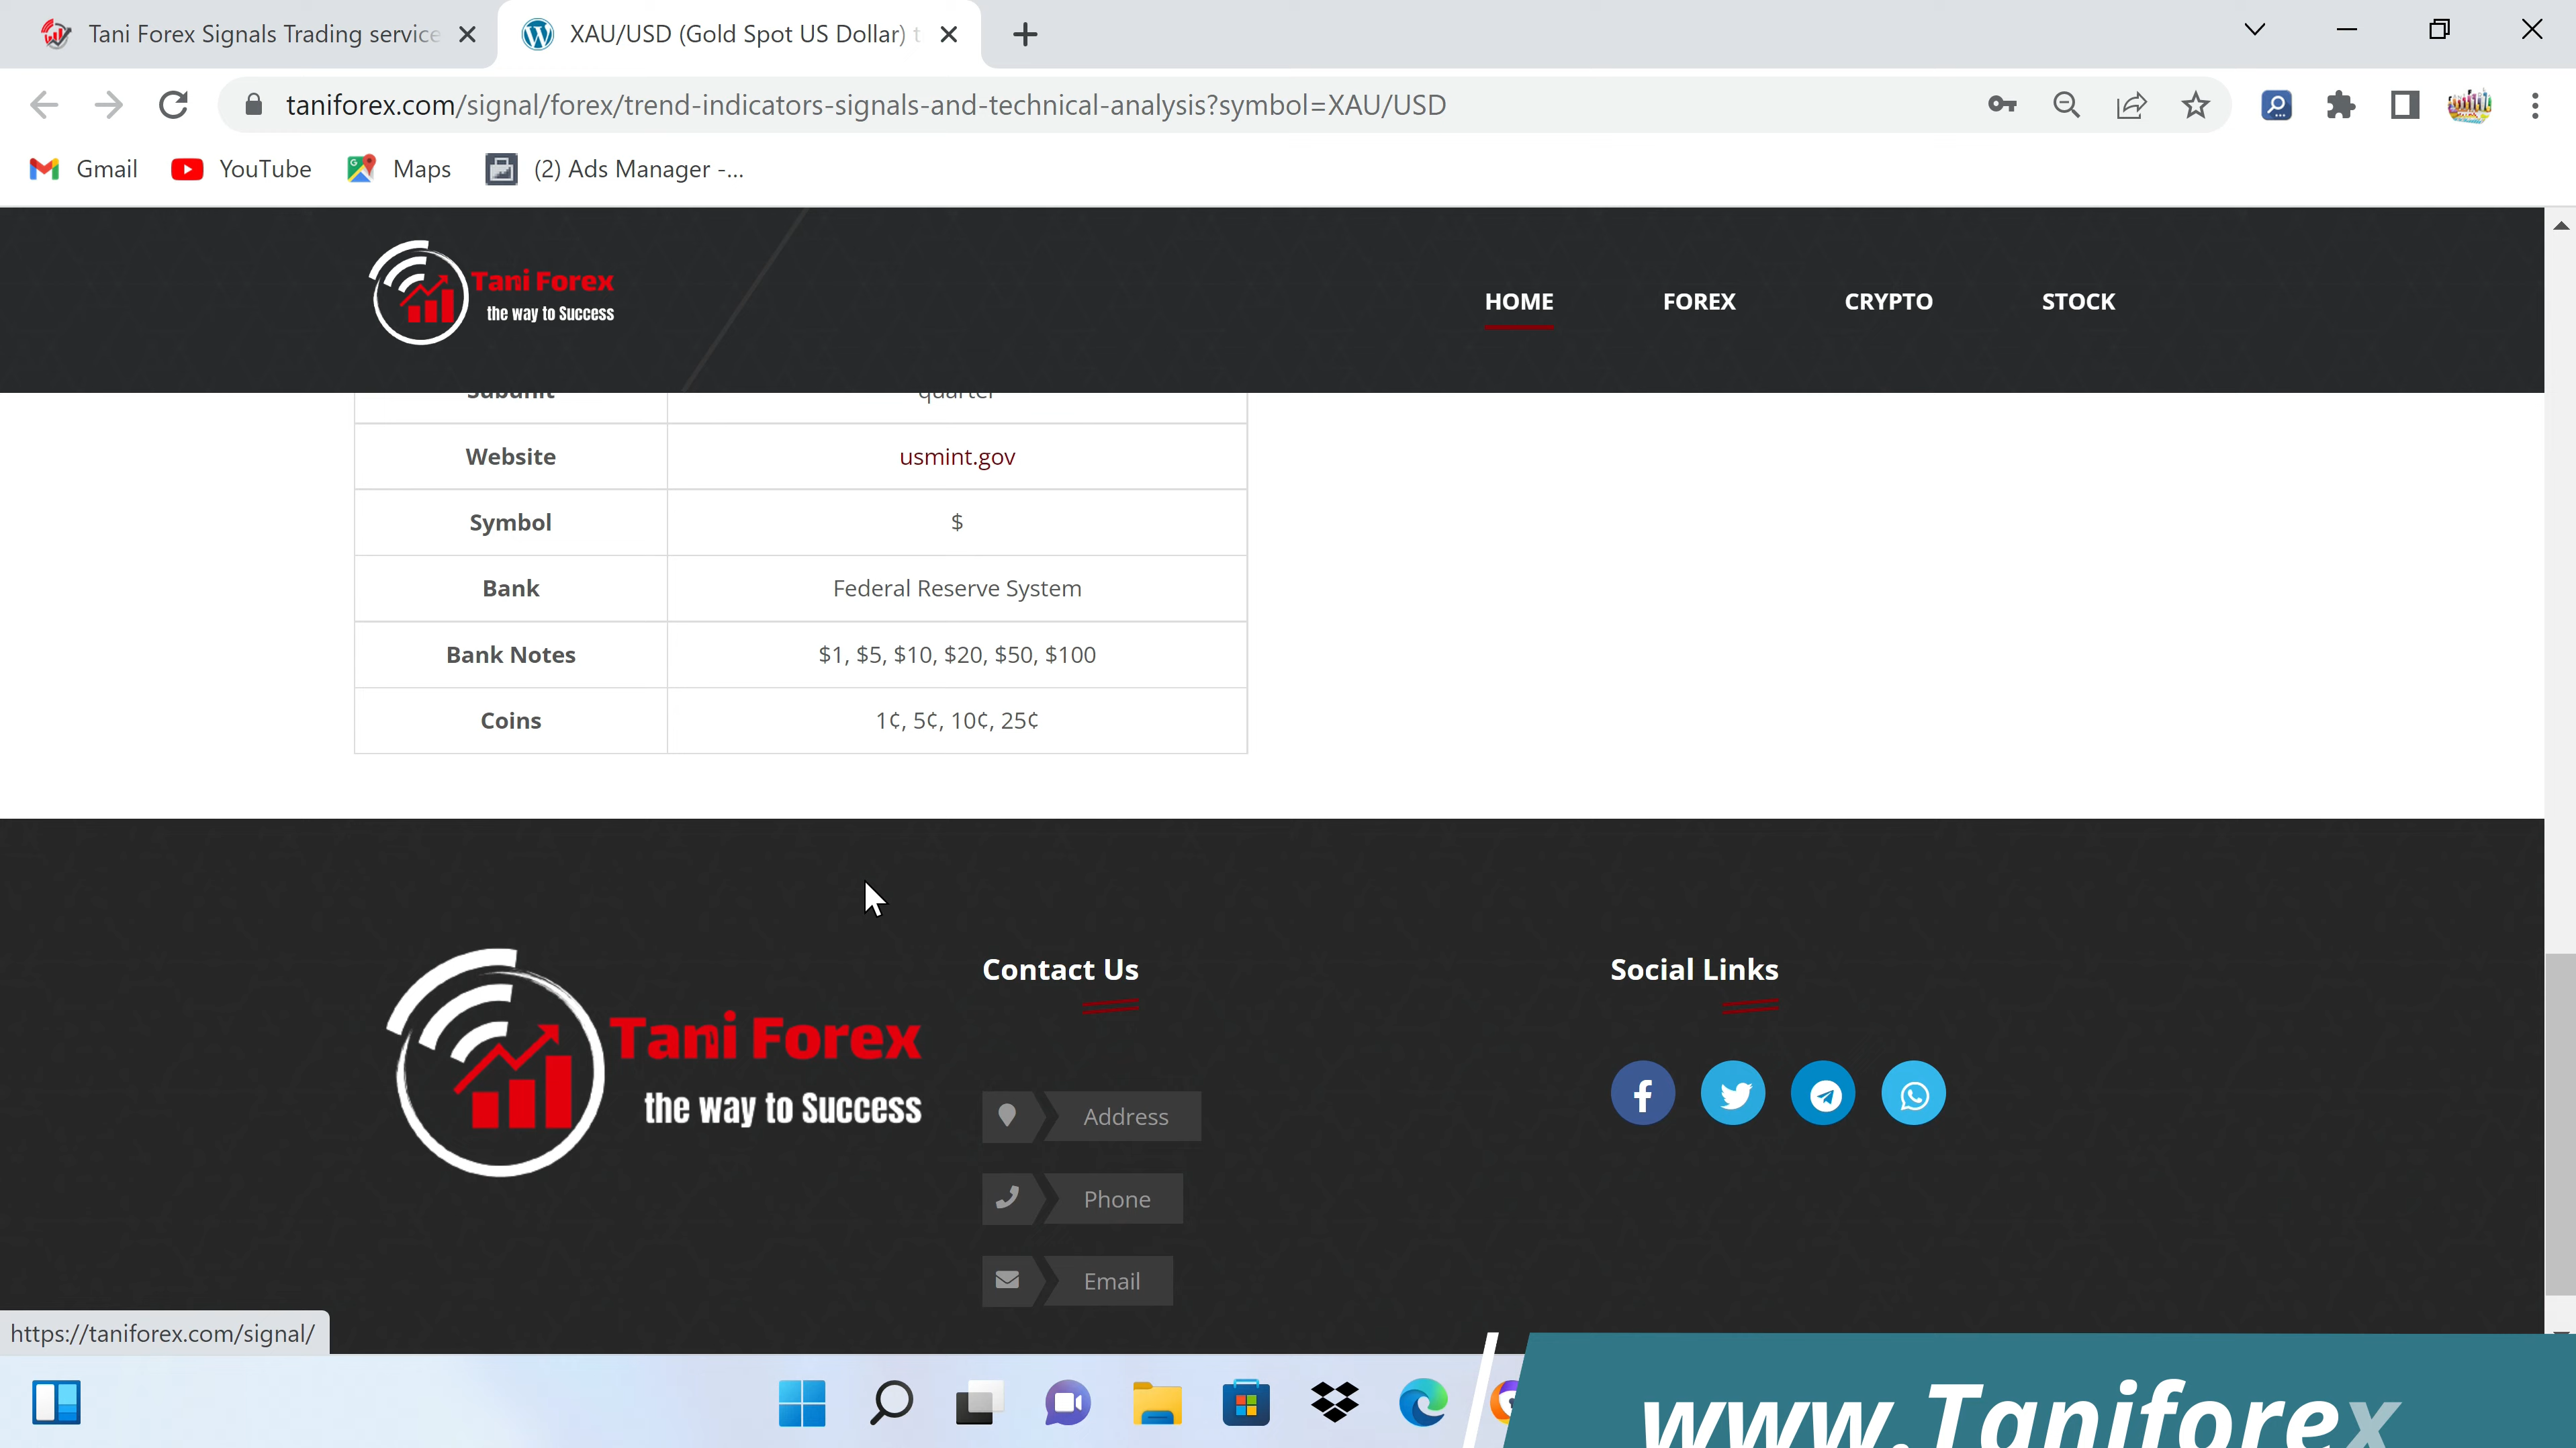 Tani Forex Signals Trading service
XAU/USD (Gold Spot US Dollar) t
taniforex.com/signal/forex/trend-indicators-signals-and-technical-analysis?symbol=XAU/USD
Gmail YouTube Maps (2) Ads Manager -...
Tani Forex
the way to Success
HOME FOREX CRYPTO STOCK
Subunit quarter
Website usmint.gov
Symbol $
Bank Federal Reserve System
Bank Notes $1, $5, $10, $20, $50, $100
Coins 1¢, 5¢, 10¢, 25¢
Tani Forex
the way to Success
Contact Us
Address
Phone
Email
Social Links
https://taniforex.com/signal/
www.Taniforex